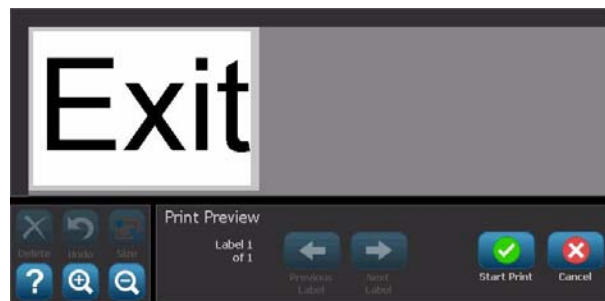 Exit
Print Preview
Label 1
of 1
Delete
Undo
Size
Previous
Label
Next
Label
Start Print
Cancel
?